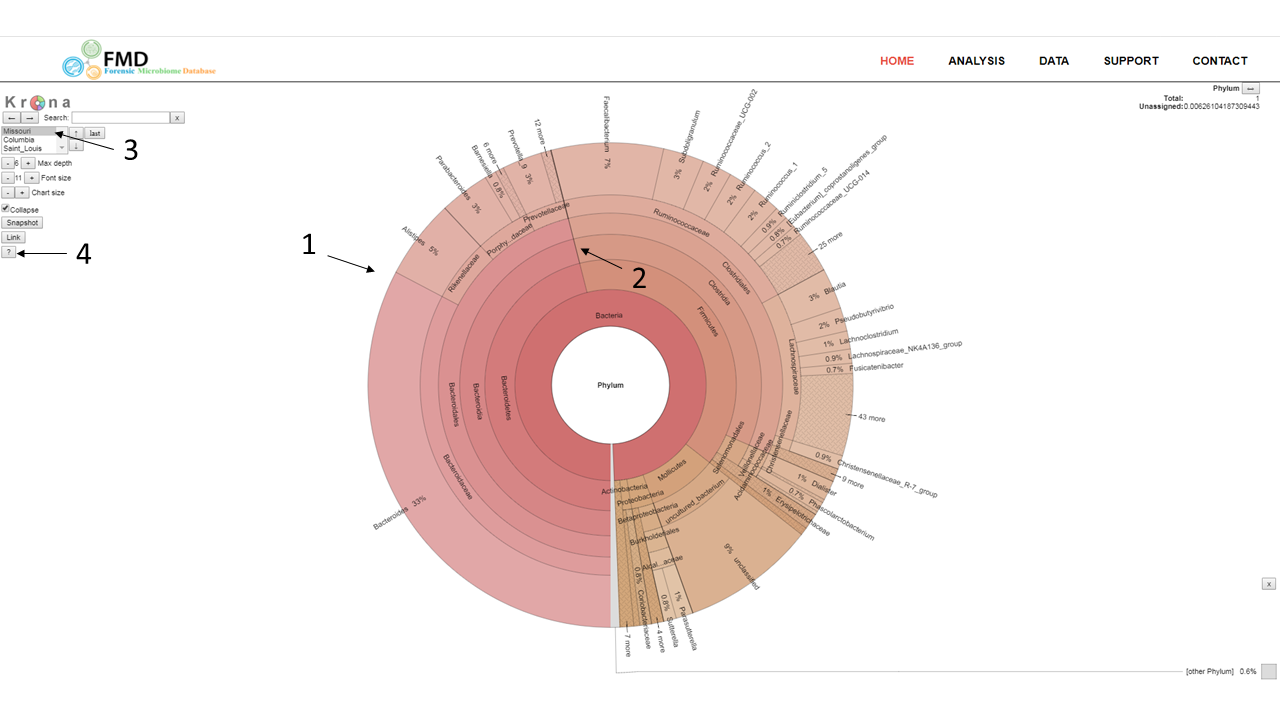 FMD
Forensic Microbiome Database
HOME
ANALYSIS
DATA
SUPPORT
CONTACT
Krona
Phylum
Total: 1
Unassigned:0.00626104187309443
← → Search: x
Missouri
Columbia
Saint_Louis
↑ last
↓
- 6 + Max depth
- 11 + Font size
- + Chart size
Collapse
Snapshot
Link
?
1
2
3
4
Phylum
Bacteria
Bacteroidetes
Bacteroidia
Bacteroidales
Bacteroidaceae
Bacteroides 33%
Rikenellaceae
Alistipes 5%
Porphy...daceae
Parabacteroides 3%
Barnesiella 0.8%
6 more
Prevotellaceae
Prevotella_9 3%
12 more
Firmicutes
Clostridia
Clostridiales
Ruminococcaceae
Faecalibacterium 7%
3% Subdoligranulum
2% Ruminococcaceae_UCG-002
2% Ruminococcus_2
2% Ruminococcus_1
0.9% Ruminiclostridium_5
0.8% [Eubacterium]_coprostanoligenes_group
0.7% Ruminococcaceae_UCG-014
25 more
Lachnospiraceae
3% Blautia
2% Pseudobutyrivibrio
1% Lachnoclostridium
0.9% Lachnospiraceae_NK4A136_group
0.7% Fusicatenibacter
43 more
Christensenellaceae
0.9% Christensenellaceae_R-7_group
9 more
Selenomonadales
Veillonellaceae
1% Dialister
Acidaminococcaceae
0.7% Phascolarctobacterium
1% Erysipelotrichaceae
Mollicutes
uncultured_bacterium
9% unclassified
Proteobacteria
Betaproteobacteria
Burkholderiales
Alcal...aceae
1% Parasutterella
0.8% Sutterella
4 more
Actinobacteria
0.6% Coriobacteriaceae
7 more
x
[other Phylum] 0.6%